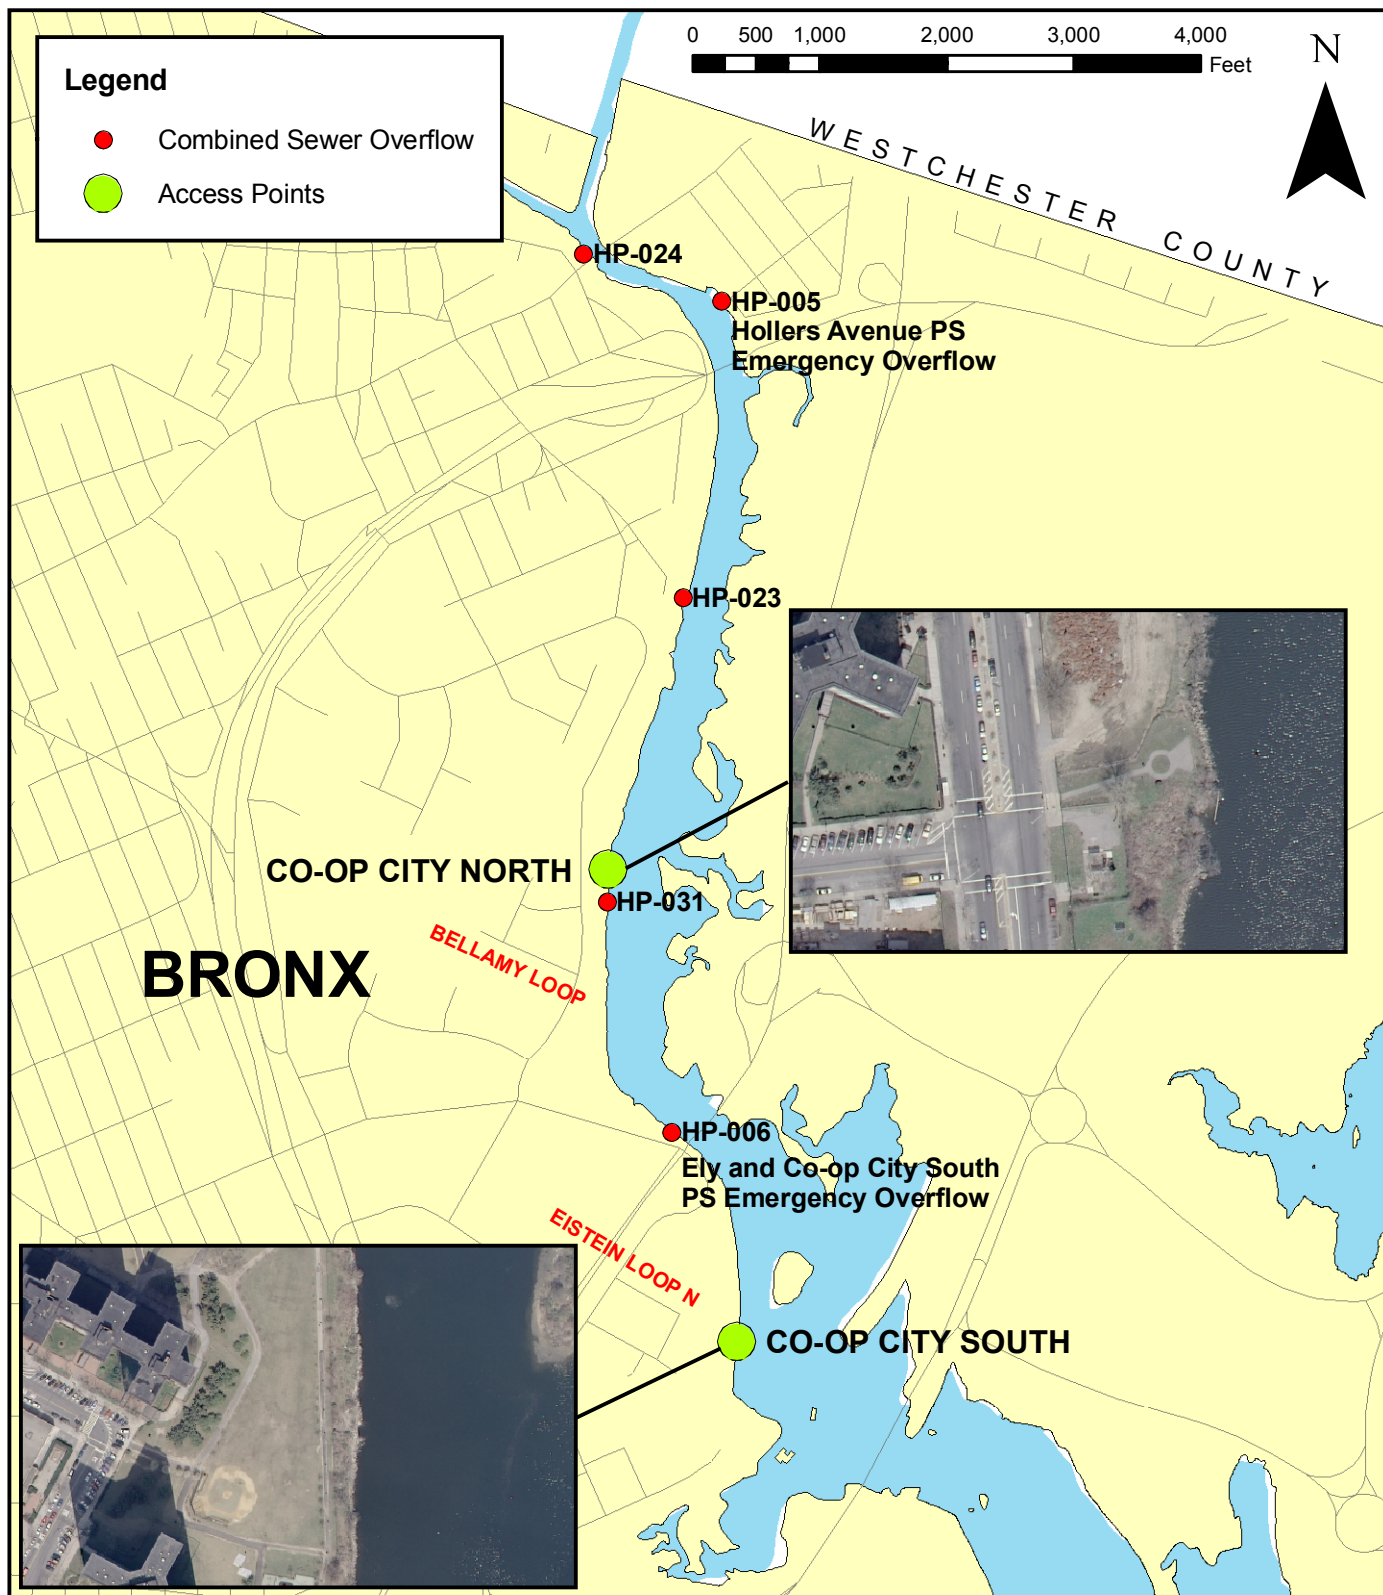 0 500 1,000 2,000 3,000 4,000
Feet
N
Legend
Combined Sewer Overflow
Access Points
WESTCHESTER COUNTY
HP-024
HP-005
Hollers Avenue PS
Emergency Overflow
HP-023
CO-OP CITY NORTH
HP-031
BELLAMY LOOP
BRONX
HP-006
Ely and Co-op City South
PS Emergency Overflow
EISTEIN LOOP N
CO-OP CITY SOUTH